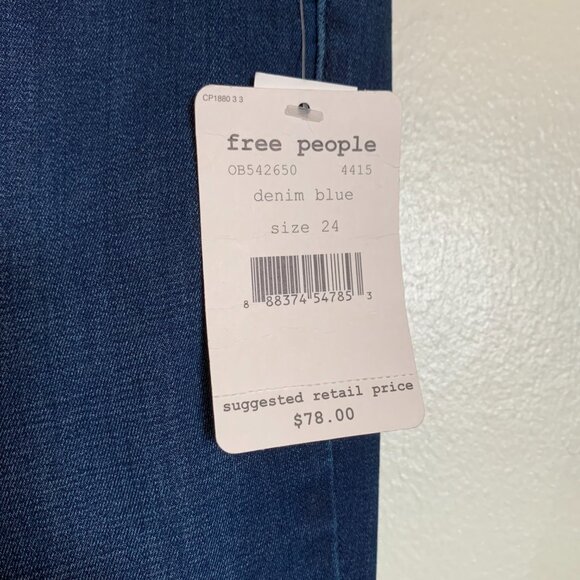 CP1880 3 3
free people
OB542650 4415
denim blue
size 24
8 88374 54785 3
suggested retail price
$78.00